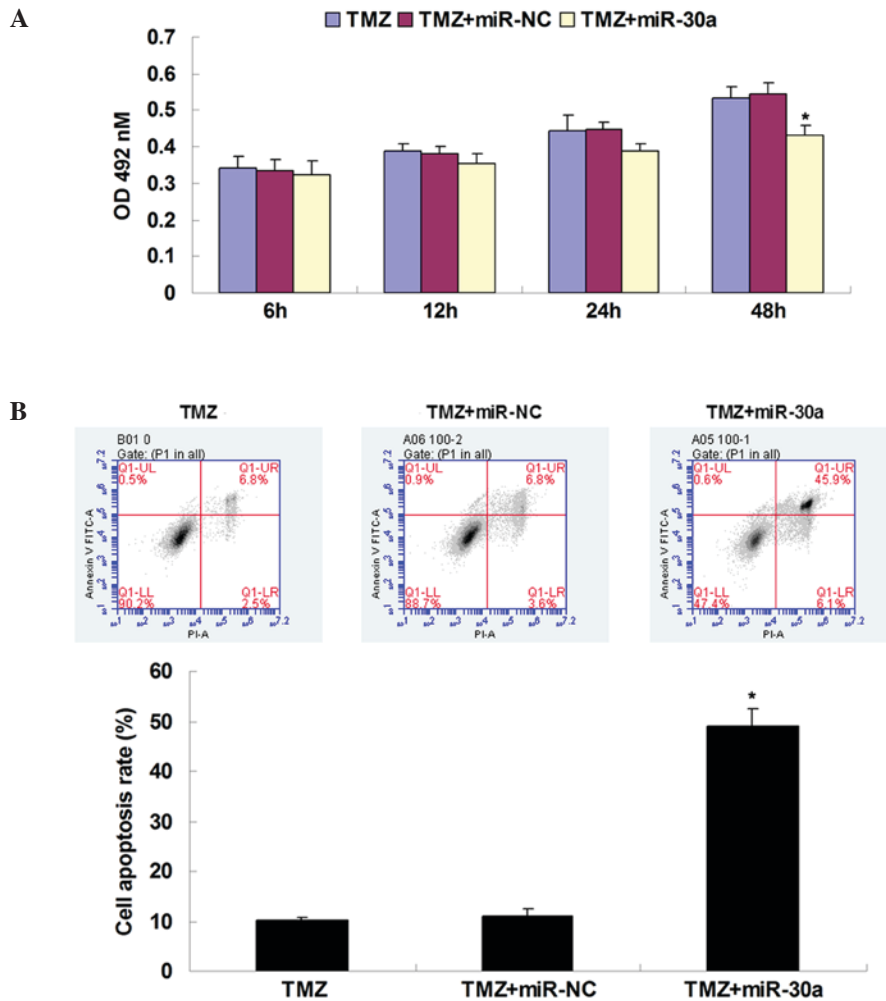 A
TMZ TMZ+miR-NC TMZ+miR-30a
0.7
0.6
0.5
0.4
0.3
0.2
0.1
0
OD 492 nM
*
6h 12h 24h 48h
B
TMZ TMZ+miR-NC TMZ+miR-30a
B01 0
Gate: (P1 in all)
Q1-UL Q1-UR
0.5% 6.8%
Q1-LL Q1-LR
90.2% 2.5%
Annexin V FITC-A
PI-A
A06 100-2
Gate: (P1 in all)
Q1-UL Q1-UR
0.9% 6.8%
Q1-LL Q1-LR
88.7% 3.6%
Annexin V FITC-A
PI-A
A05 100-1
Gate: (P1 in all)
Q1-UL Q1-UR
0.6% 45.9%
Q1-LL Q1-LR
47.4% 6.1%
Annexin V FITC-A
PI-A
60
50
40
30
20
10
0
Cell apoptosis rate (%)
*
TMZ TMZ+miR-NC TMZ+miR-30a